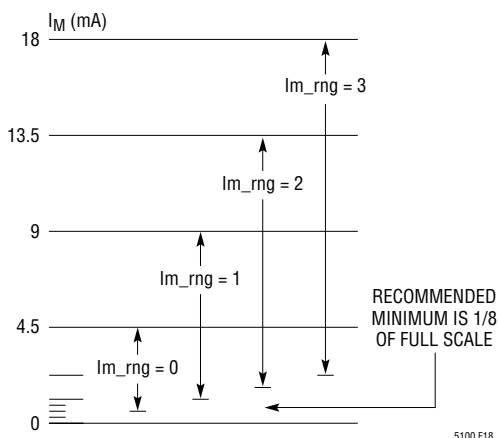 I_M (mA)
18
Im_rng = 3
13.5
Im_rng = 2
9
Im_rng = 1
RECOMMENDED
MINIMUM IS 1/8
OF FULL SCALE
4.5
Im_rng = 0
0
5100 F18